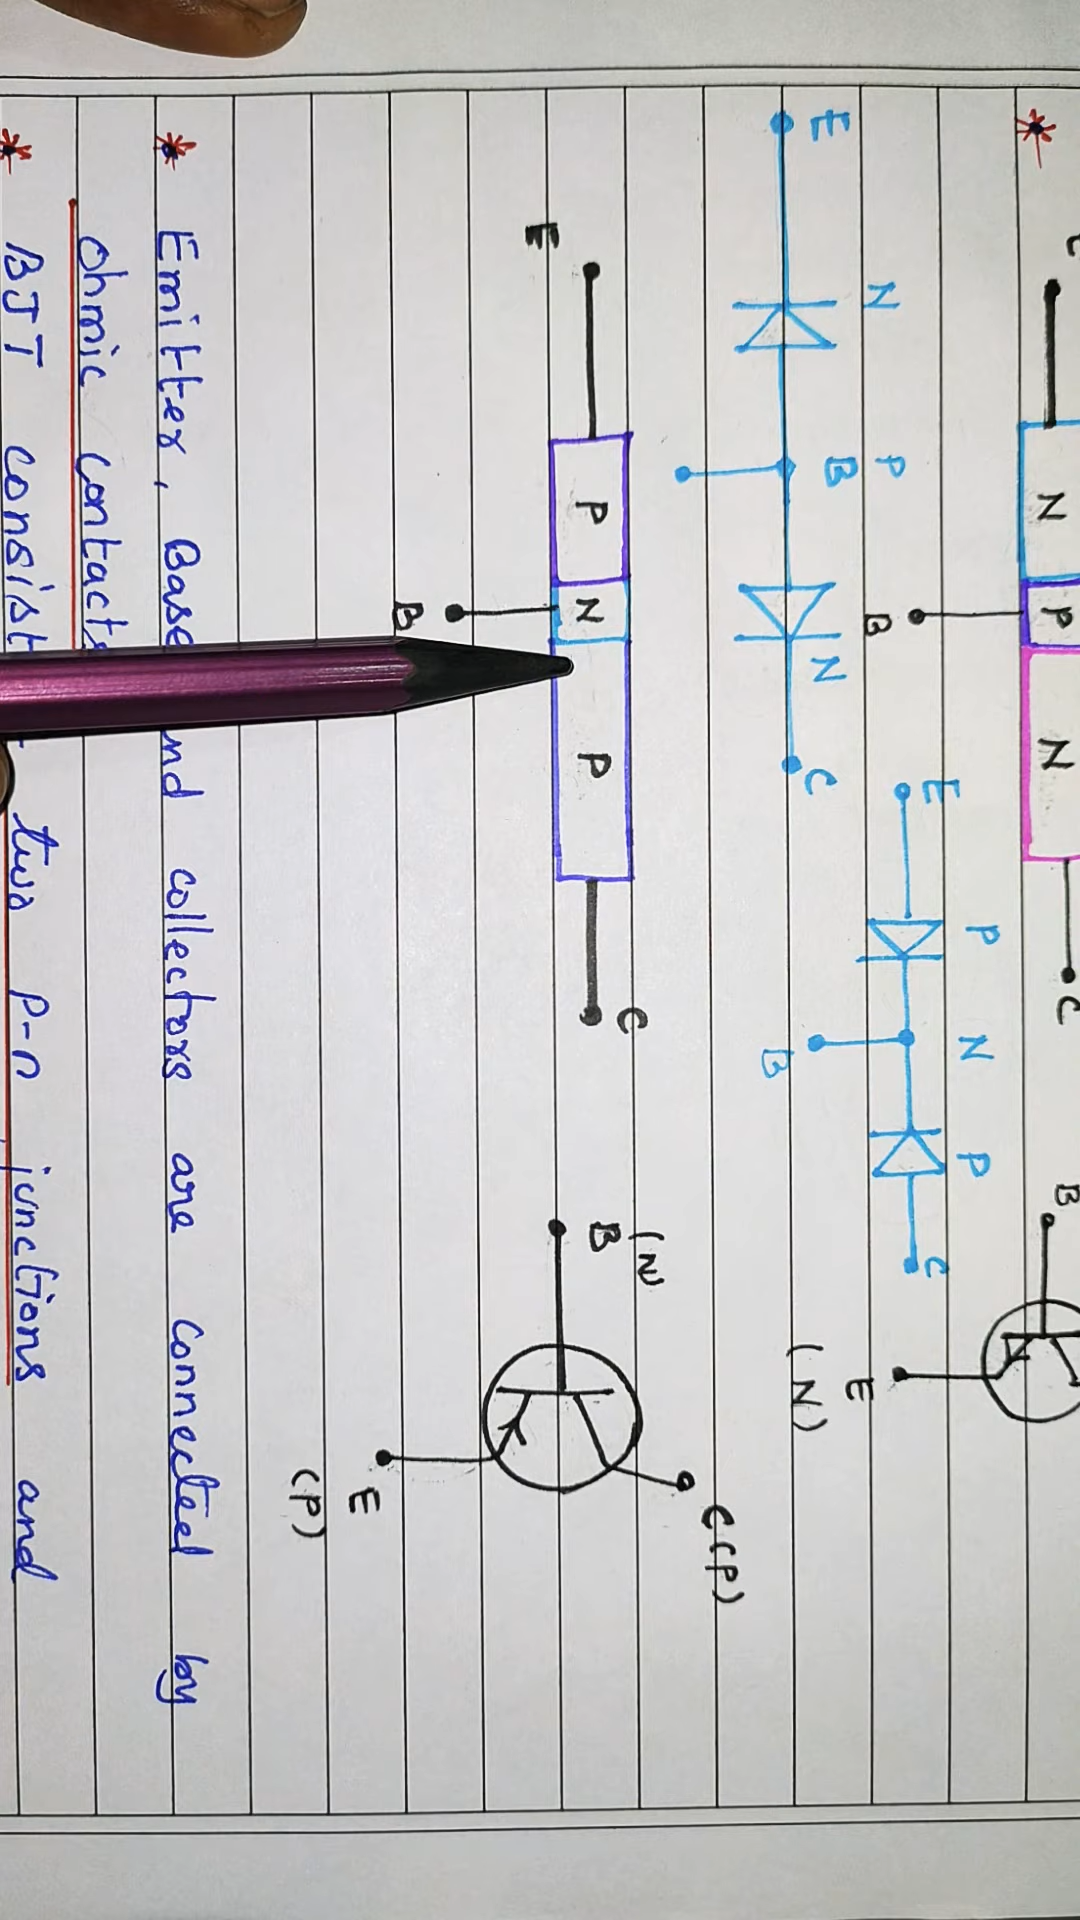 N P N
C
B
B
E
(N)
E N P B N C
E P N P C
B
E P N P C
B
B (N)
C (P)
E
(P)
* Emitter, Base and collectors are connected by
ohmic contacts
* BJT consist two p-n junctions and